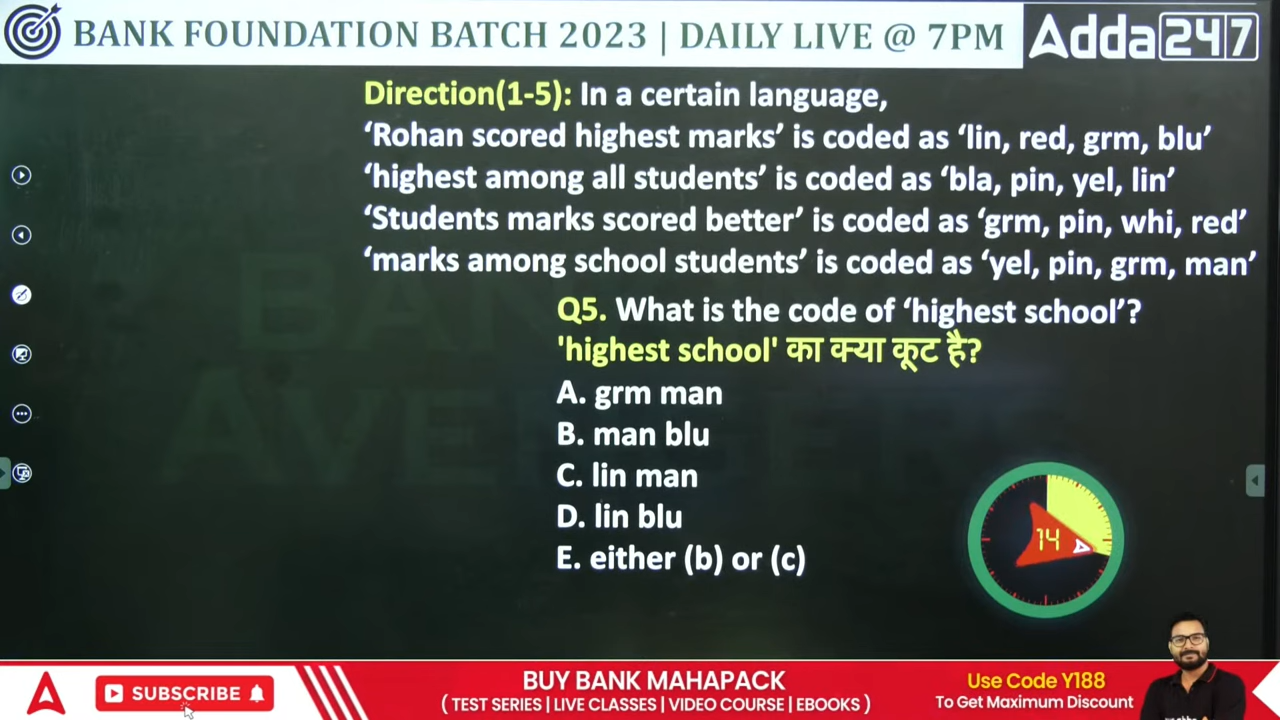 BANK FOUNDATION BATCH 2023 | DAILY LIVE @ 7PM
Adda 247
Direction(1-5): In a certain language,
‘Rohan scored highest marks’ is coded as ‘lin, red, grm, blu’
‘highest among all students’ is coded as ‘bla, pin, yel, lin’
‘Students marks scored better’ is coded as ‘grm, pin, whi, red’
‘marks among school students’ is coded as ‘yel, pin, grm, man’
Q5. What is the code of ‘highest school’?
'highest school' का क्या कूट है?
A. grm man
B. man blu
C. lin man
D. lin blu
E. either (b) or (c)
14
BANK
SUBSCRIBE
BUY BANK MAHAPACK
( TEST SERIES | LIVE CLASSES | VIDEO COURSE | EBOOKS )
Use Code Y188
To Get Maximum Discount